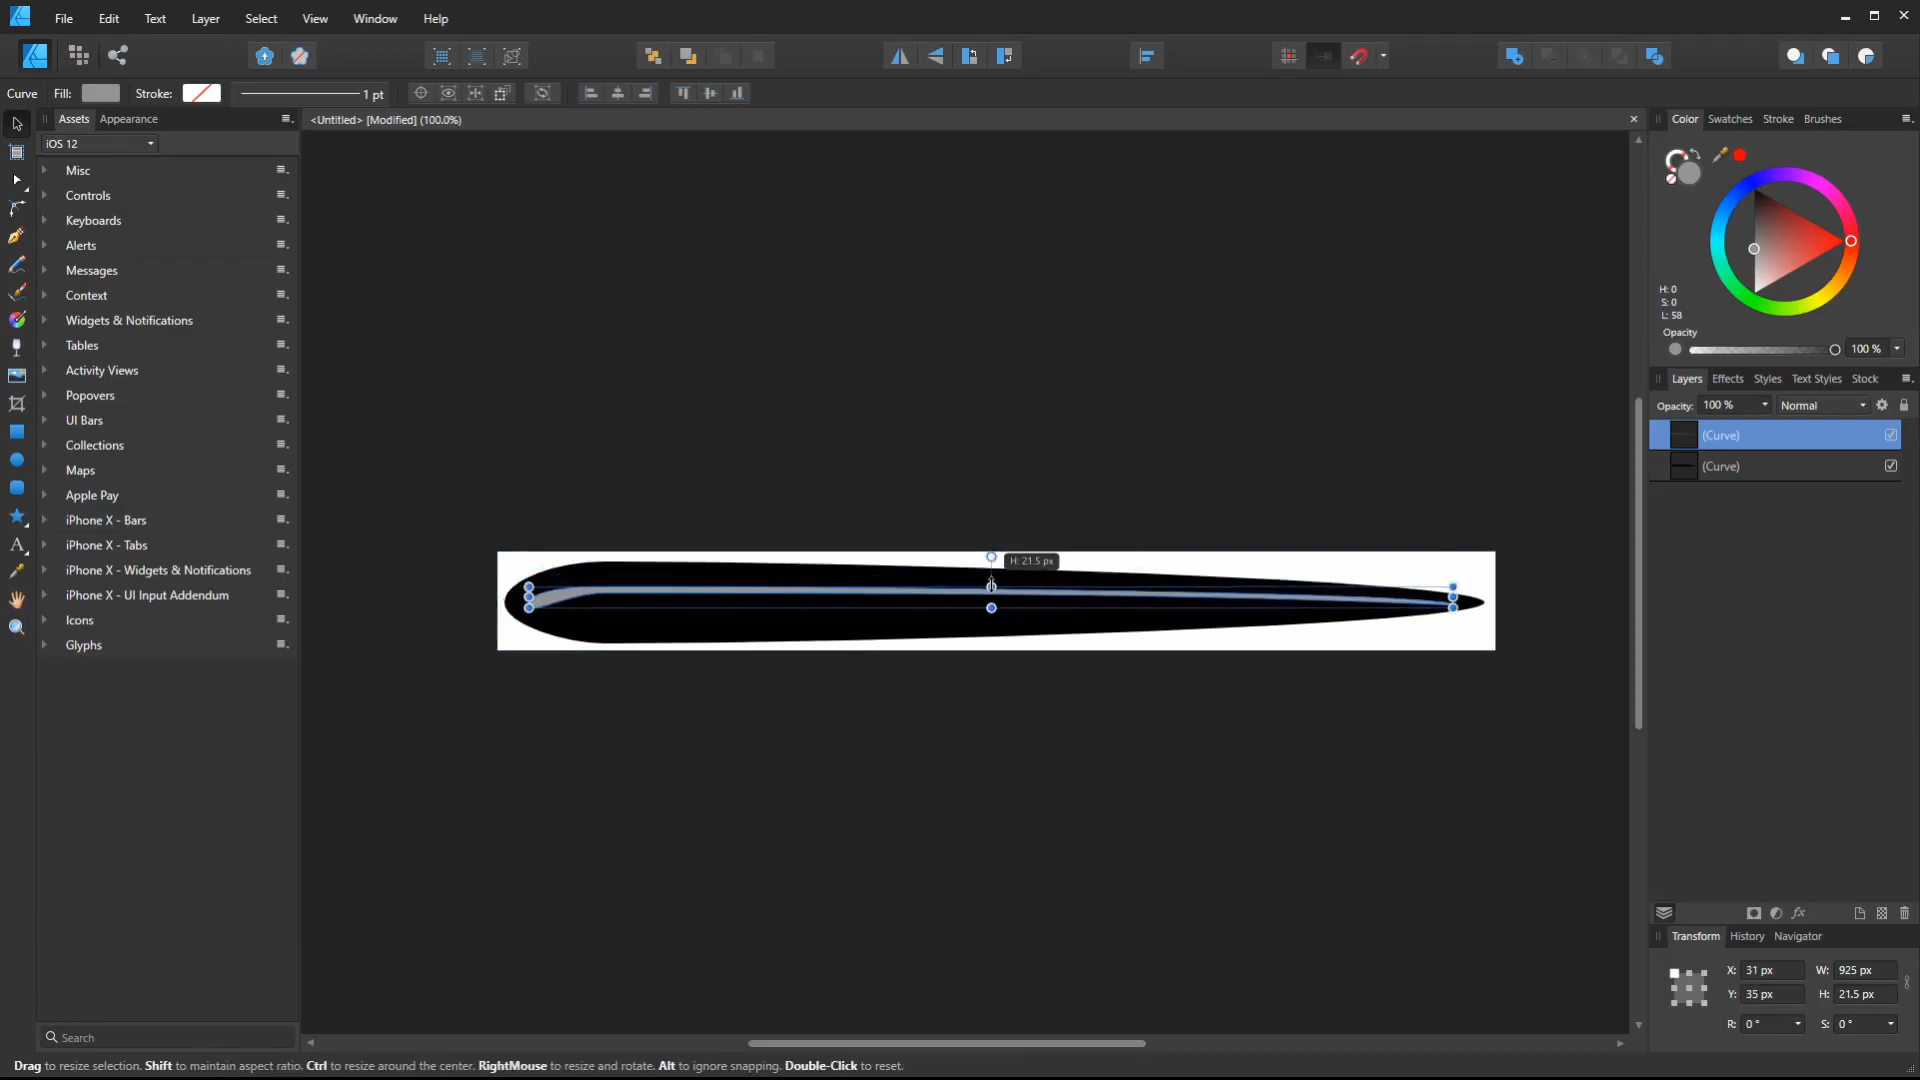 File Edit Text Layer Select View Window Help
Curve Fill: Stroke: 1 pt
Assets Appearance
iOS 12
Misc
Controls
Keyboards
Alerts
Messages
Context
Widgets & Notifications
Tables
Activity Views
Popovers
UI Bars
Collections
Maps
Apple Pay
iPhone X - Bars
iPhone X - Tabs
iPhone X - Widgets & Notifications
iPhone X - UI Input Addendum
Icons
Glyphs
Search
<Untitled> [Modified] (100.0%)
H: 21.5 px
Color Swatches Stroke Brushes
H: 0
S: 0
L: 58
Opacity
100 %
Layers Effects Styles Text Styles Stock
Opacity: 100 % Normal
(Curve)
(Curve)
Transform History Navigator
X: 31 px W: 925 px
Y: 35 px H: 21.5 px
R: 0 ° S: 0 °
Drag to resize selection. Shift to maintain aspect ratio. Ctrl to resize around the center. RightMouse to resize and rotate. Alt to ignore snapping. Double-Click to reset.